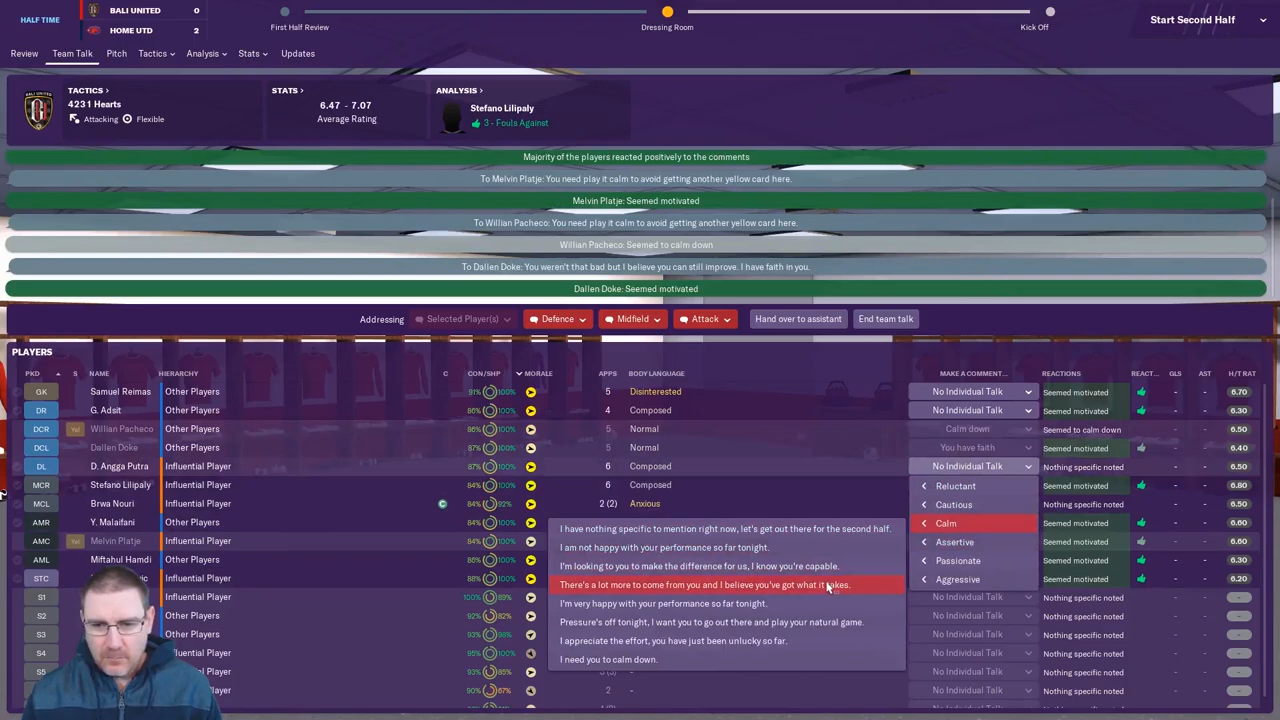 HALF TIME
BALI UNITED 0
HOME UTD 2
First Half Review
Dressing Room
Kick Off
Start Second Half
Review Team Talk Pitch Tactics Analysis Stats Updates
BALI UNITED
TACTICS
4231 Hearts
Attacking Flexible
STATS
6.47 - 7.07
Average Rating
ANALYSIS
Stefano Lilipaly
3 - Fouls Against
Majority of the players reacted positively to the comments
To Melvin Platje: You need play it calm to avoid getting another yellow card here.
Melvin Platje: Seemed motivated
To Willian Pacheco: You need play it calm to avoid getting another yellow card here.
Willian Pacheco: Seemed to calm down
To Dallen Doke: You weren't that bad but I believe you can still improve. I have faith in you.
Dallen Doke: Seemed motivated
Addressing Selected Player(s) Defence Midfield Attack Hand over to assistant End team talk
PLAYERS
PKD S NAME HIERARCHY C CON/SHP MORALE APPS BODY LANGUAGE MAKE A COMMENT... REACTIONS REACT... GLS AST H/T RAT
GK Samuel Reimas Other Players 91% 100% 5 Disinterested No Individual Talk Seemed motivated - - 6.70
DR G. Adsit Other Players 86% 100% 4 Composed No Individual Talk Seemed motivated - - 6.30
DCR Yel Willian Pacheco Other Players 86% 100% 5 Normal Calm down Seemed to calm down - - 6.50
DCL Dallen Doke Other Players 87% 100% 5 Normal You have faith Seemed motivated - - 6.40
DL D. Angga Putra Influential Player 87% 100% 6 Composed No Individual Talk Nothing specific noted - - 6.50
MCR Stefano Lilipaly Influential Player 84% 100% 6 Composed Reluctant Seemed motivated - - 6.80
MCL Brwa Nouri Influential Player C 84% 92% 2 (2) Anxious Cautious Nothing specific noted - - 6.50
AMR Y. Malaifani Other Players 84% 100% Calm Seemed motivated - - 6.60
AMC Yel Melvin Platje Influential Player 84% 100% Assertive Seemed motivated - - 6.60
AML Miftahul Hamdi Other Players 84% 100% Passionate Seemed motivated - - 6.30
STC Influential Player 88% 100% Aggressive Seemed motivated - - 6.20
I have nothing specific to mention right now, let's get out there for the second half.
I am not happy with your performance so far tonight.
I'm looking to you to make the difference for us, I know you're capable.
There's a lot more to come from you and I believe you've got what it takes.
I'm very happy with your performance so far tonight.
Pressure's off tonight, I want you to go out there and play your natural game.
I appreciate the effort, you have just been unlucky so far.
I need you to calm down.
S1 Influential Player 100% 89% No Individual Talk Nothing specific noted - - -
S2 Other Players 92% 82% No Individual Talk Nothing specific noted - - -
S3 Other Players 93% 96% No Individual Talk Nothing specific noted - - -
S4 Other Players 95% 100% No Individual Talk Nothing specific noted - - -
S5 93% 85% No Individual Talk Nothing specific noted - - -
90% 67% 2 - No Individual Talk Nothing specific noted - - -